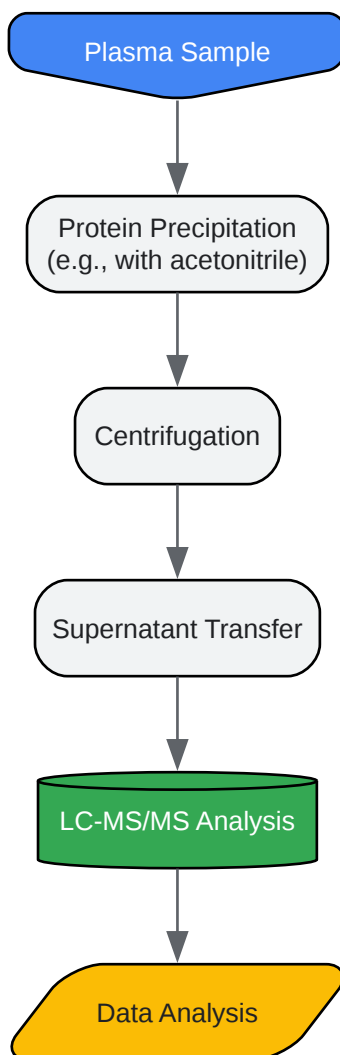 Plasma Sample
Protein Precipitation
(e.g., with acetonitrile)
Centrifugation
Supernatant Transfer
LC-MS/MS Analysis
Data Analysis